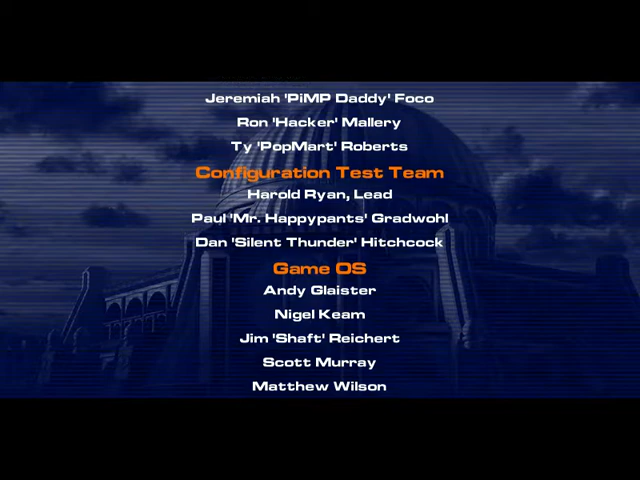 Jeremiah 'PiMP Daddy' Foco
Ron 'Hacker' Mallery
Ty 'PopMart' Roberts
Configuration Test Team
Harold Ryan, Lead
Paul 'Mr. Happypants' Gradwohl
Dan 'Silent Thunder' Hitchcock
Game OS
Andy Glaister
Nigel Keam
Jim 'Shaft' Reichert
Scott Murray
Matthew Wilson